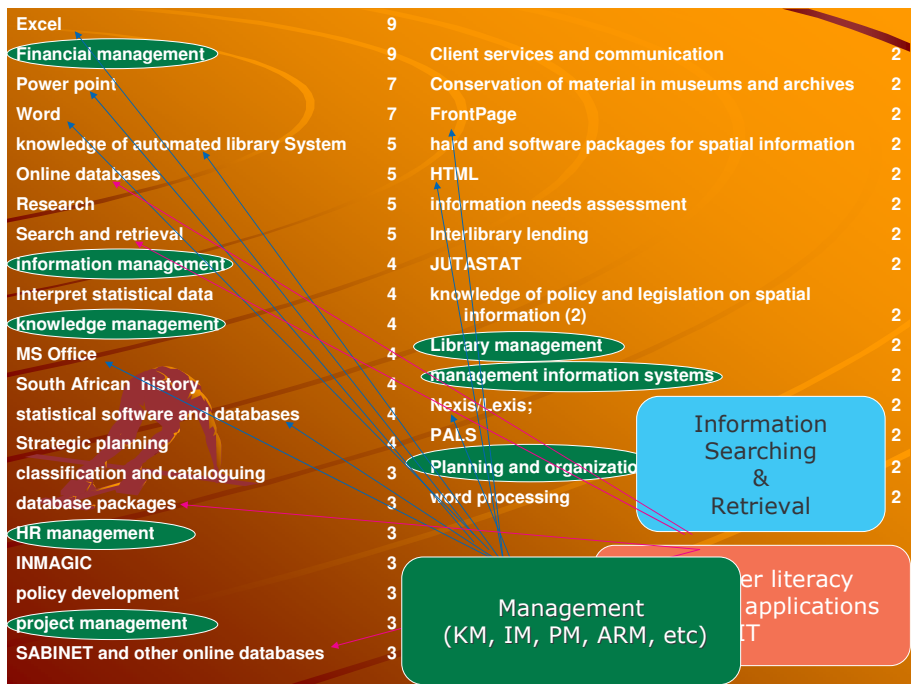 Excel 9
Financial management 9
Power point 7
Word 7
knowledge of automated library System 5
Online databases 5
Research 5
Search and retrieval 5
information management 4
Interpret statistical data 4
knowledge management 4
MS Office 4
South African history 4
statistical software and databases 4
Strategic planning 4
classification and cataloguing 3
database packages 3
HR management 3
INMAGIC 3
policy development 3
project management 3
SABINET and other online databases 3
Client services and communication 2
Conservation of material in museums and archives 2
FrontPage 2
hard and software packages for spatial information 2
HTML 2
information needs assessment 2
Interlibrary lending 2
JUTASTAT 2
knowledge of policy and legislation on spatial
information (2) 2
Library management 2
management information systems 2
Nexis/Lexis; 2
PALS 2
Planning and organizatio 2
word processing 2
Information
Searching
&
Retrieval
er literacy
applications
IT
Management
(KM, IM, PM, ARM, etc)